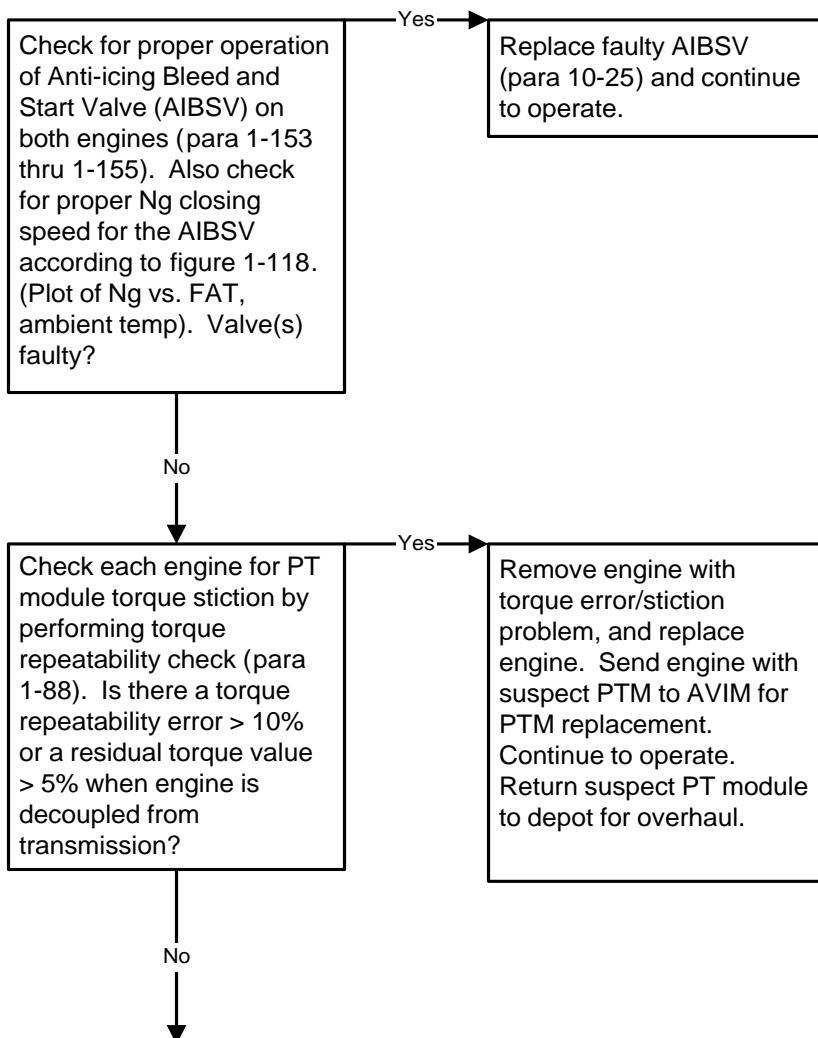 Check for proper operation
of Anti-icing Bleed and
Start Valve (AIBSV) on
both engines (para 1-153
thru 1-155).  Also check
for proper Ng closing
speed for the AIBSV
according to figure 1-118.
(Plot of Ng vs. FAT,
ambient temp).  Valve(s)
faulty?
Yes
Replace faulty AIBSV
(para 10-25) and continue
to operate.
No
Check each engine for PT
module torque stiction by
performing torque
repeatability check (para
1-88).  Is there a torque
repeatability error > 10%
or a residual torque value
> 5% when engine is
decoupled from
transmission?
Yes
Remove engine with
torque error/stiction
problem, and replace
engine.  Send engine with
suspect PTM to AVIM for
PTM replacement.
Continue to operate.
Return suspect PT module
to depot for overhaul.
No